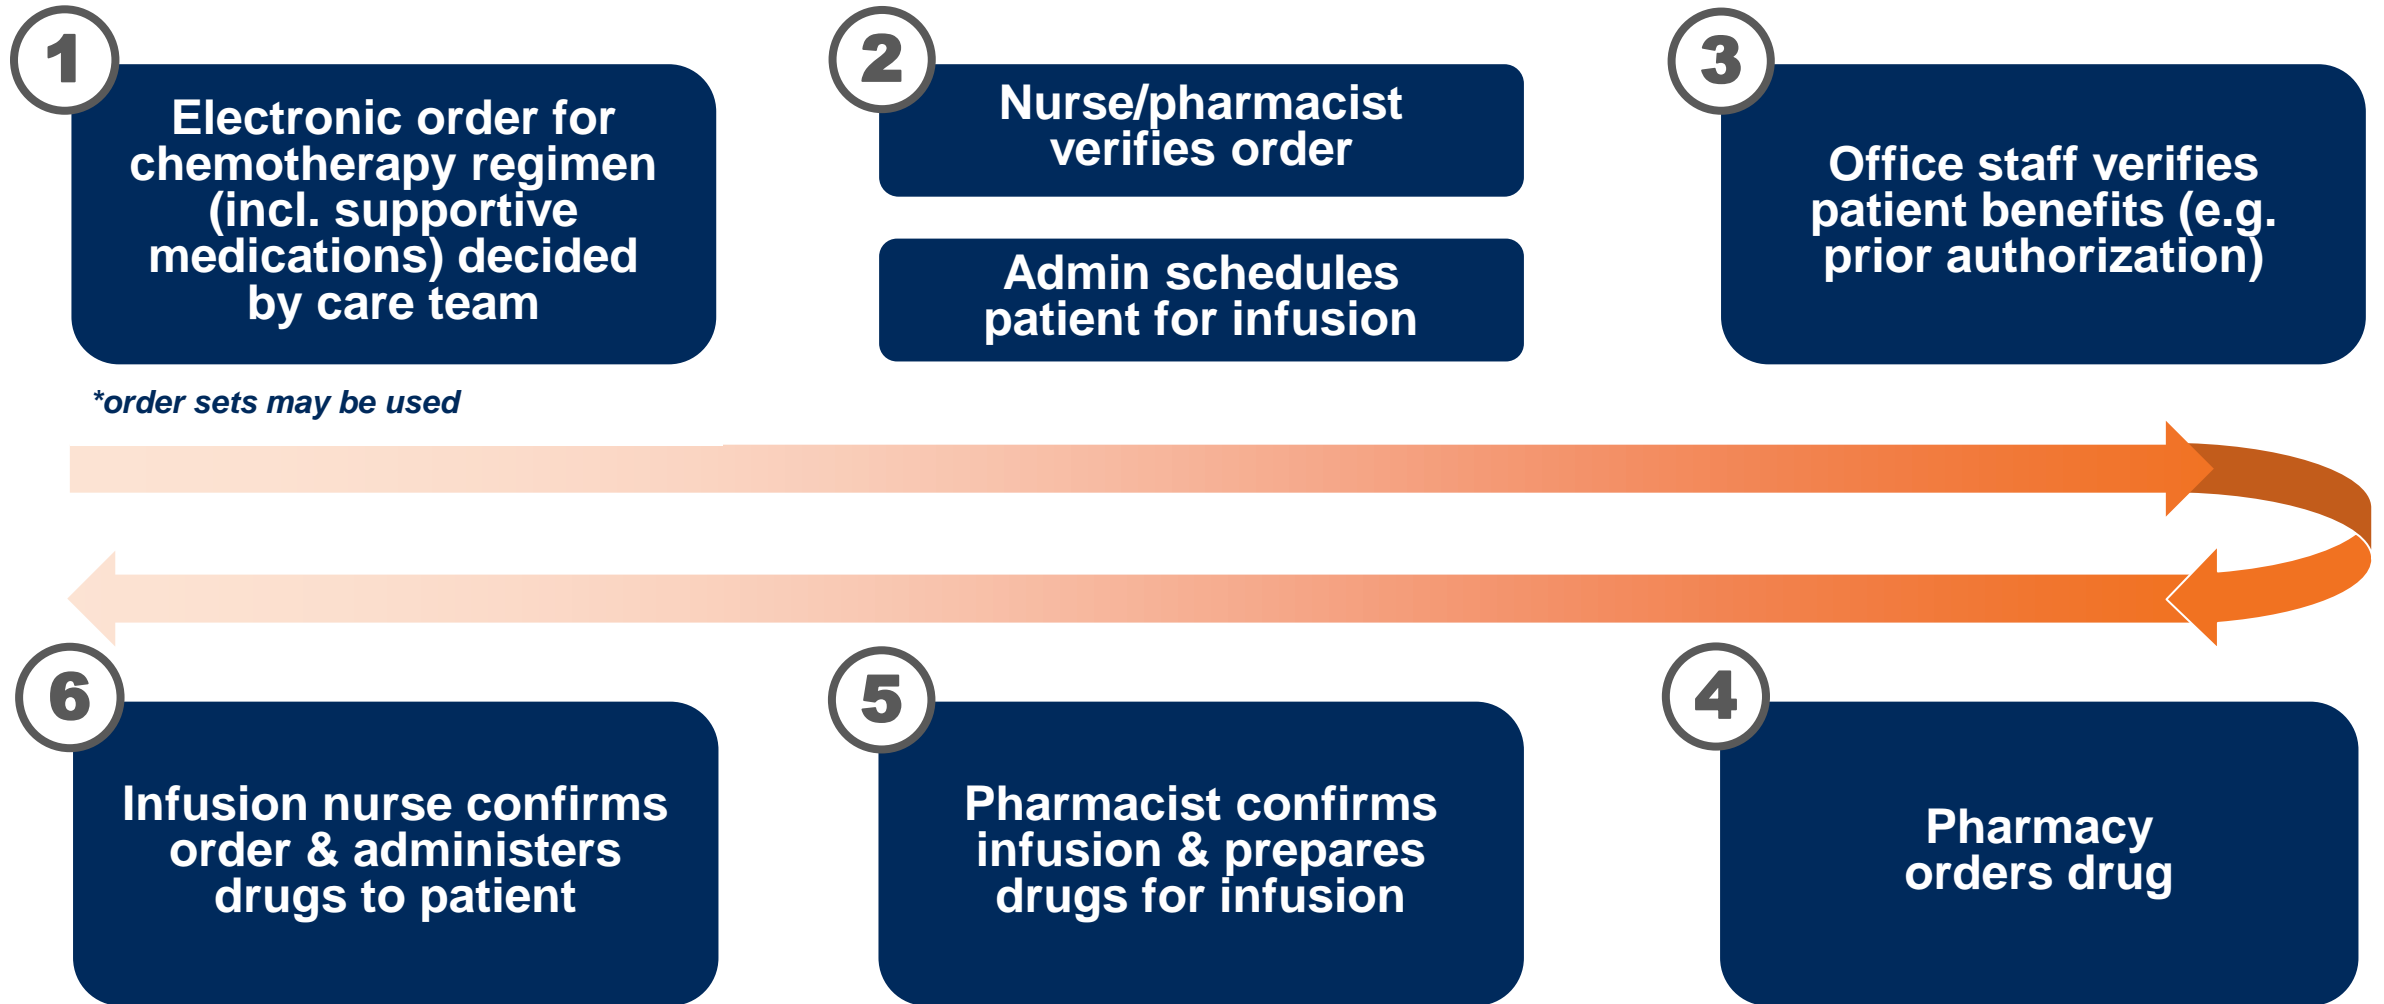 1
Electronic order for
chemotherapy regimen
(incl. supportive
medications) decided
by care team
*order sets may be used
2
Nurse/pharmacist
verifies order
Admin schedules
patient for infusion
3
Office staff verifies
patient benefits (e.g.
prior authorization)
4
Pharmacy
orders drug
5
Pharmacist confirms
infusion & prepares
drugs for infusion
6
Infusion nurse confirms
order & administers
drugs to patient